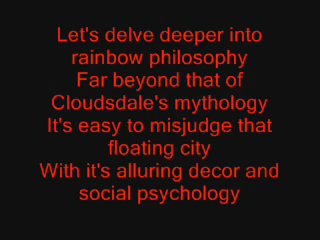 Let's delve deeper into
rainbow philosophy
Far beyond that of
Cloudsdale's mythology
It's easy to misjudge that
floating city
With it's alluring decor and
social psychology